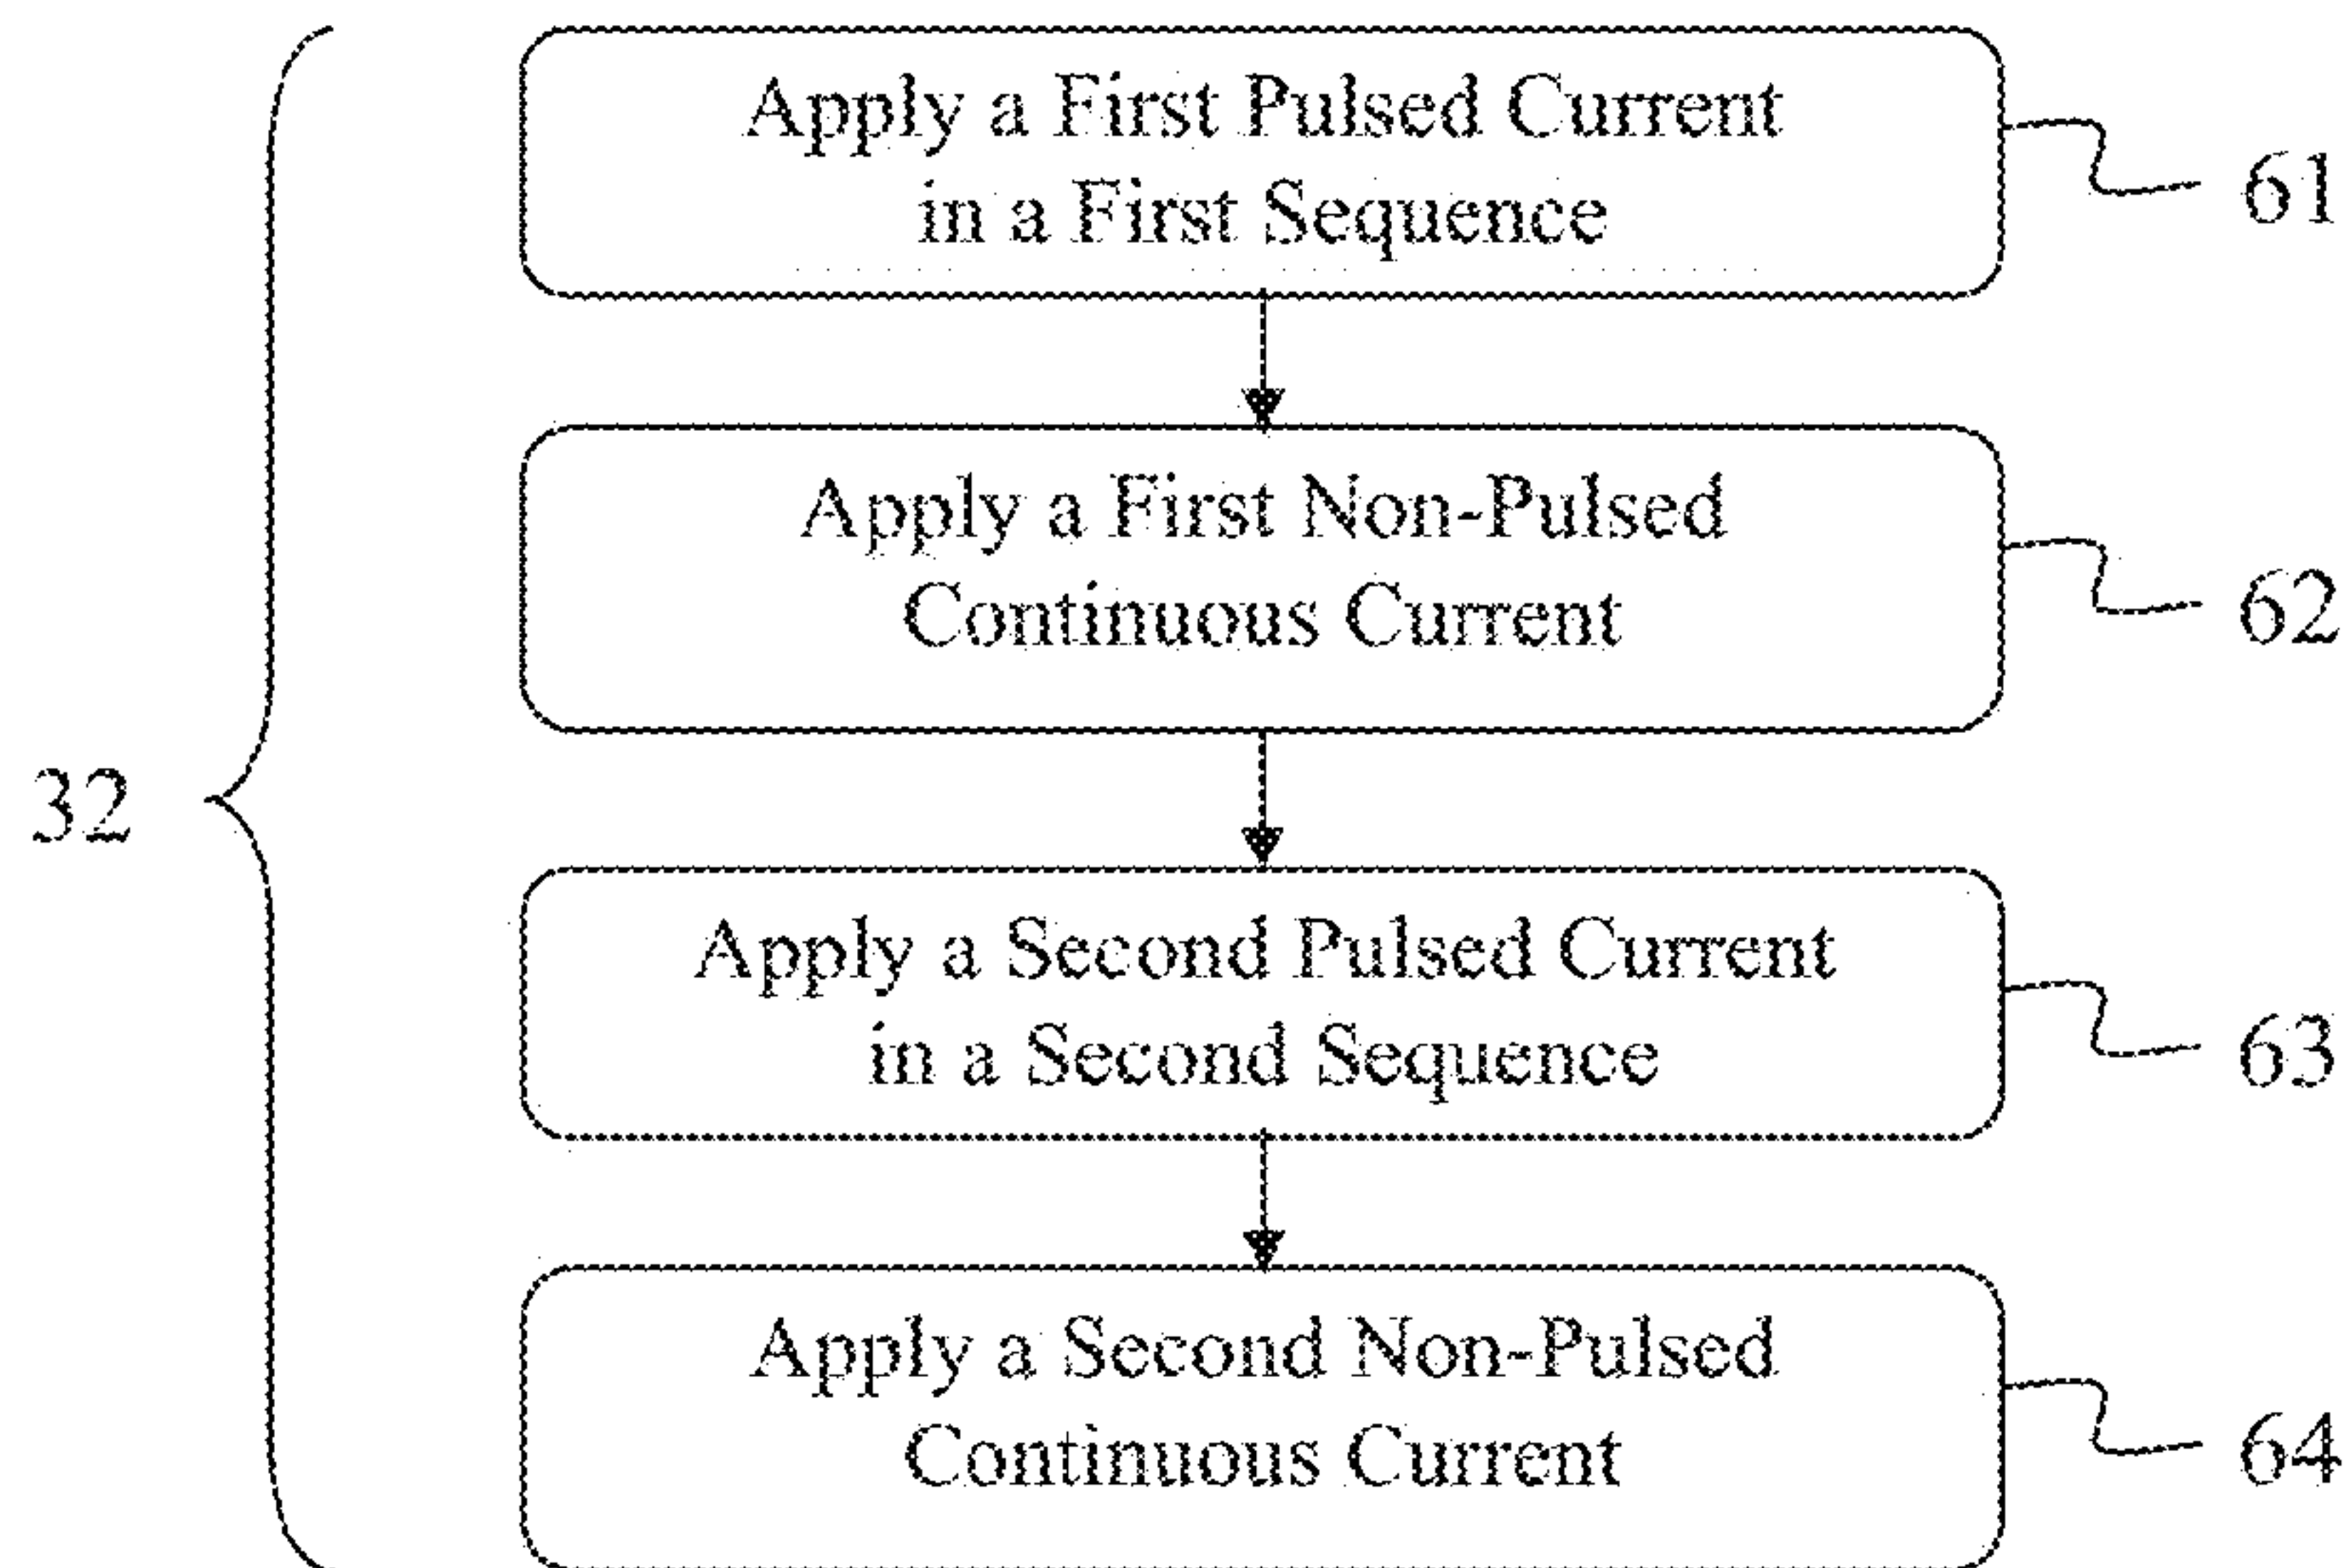 Apply a First Pulsed Current
in a First Sequence
61
Apply a First Non-Pulsed
Continuous Current
62
32
Apply a Second Pulsed Current
in a Second Sequence
63
Apply a Second Non-Pulsed
Continuous Current
64